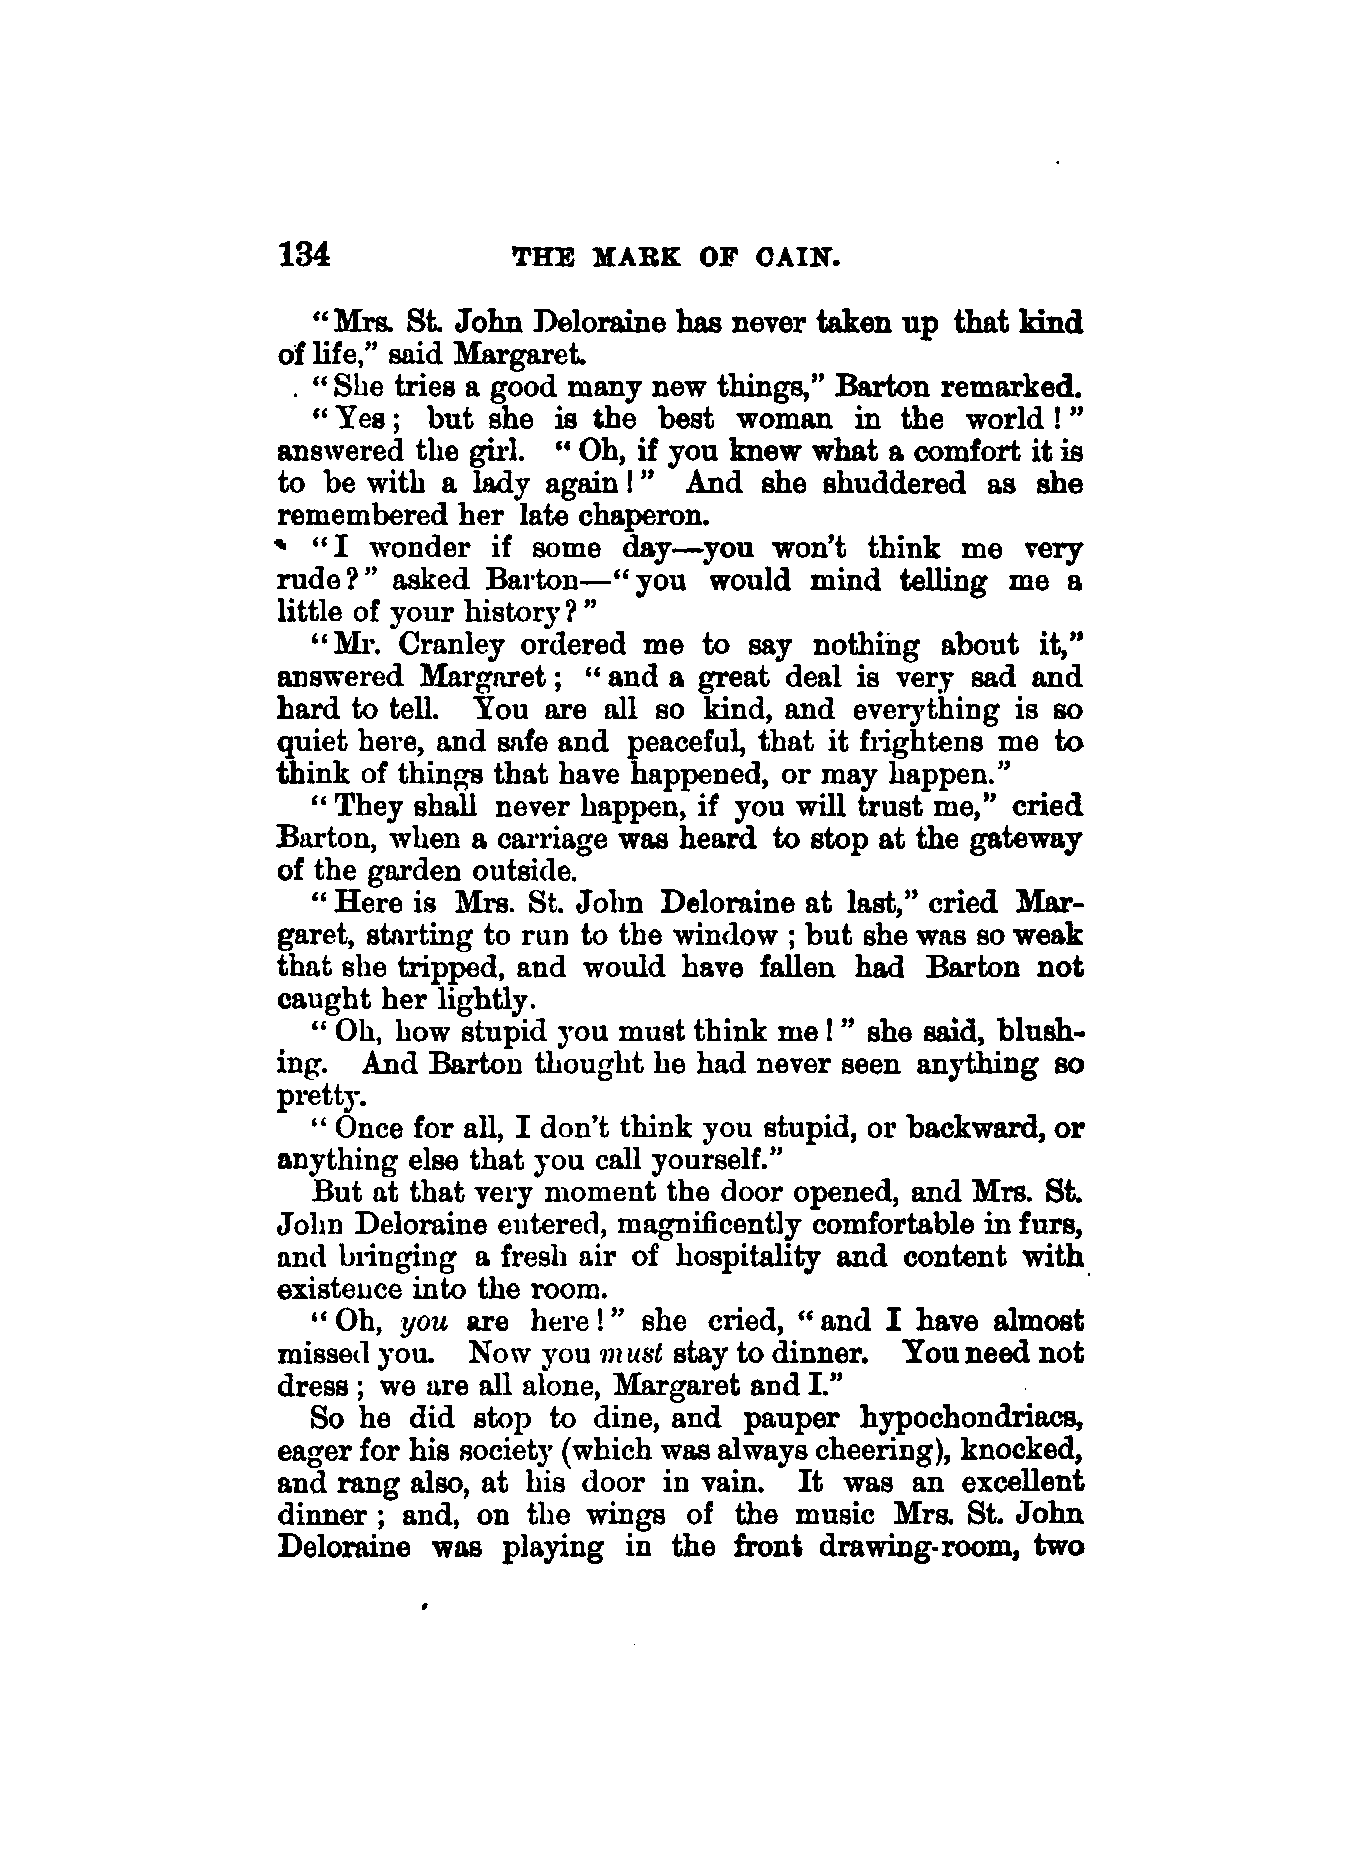 134 THE MARK OF CAIN.
“Mrs. St. John Deloraine has never taken up that kind
of life,” said Margaret.
“She tries a good many new things,” Barton remarked.
“Yes; but she is the best woman in the world!”
answered the girl. “Oh, if you knew what a comfort it is
to be with a lady again!” And she shuddered as she
remembered her late chaperon.
“I wonder if some day—you won’t think me very
rude?” asked Barton—“you would mind telling me a
little of your history?”
“Mr. Cranley ordered me to say nothing about it,”
answered Margaret; “and a great deal is very sad and
hard to tell. You are all so kind, and everything is so
quiet here, and safe and peaceful, that it frightens me to
think of things that have happened, or may happen.”
“They shall never happen, if you will trust me,” cried
Barton, when a carriage was heard to stop at the gateway
of the garden outside.
“Here is Mrs. St. John Deloraine at last,” cried Mar-
garet, starting to run to the window; but she was so weak
that she tripped, and would have fallen had Barton not
caught her lightly.
“Oh, how stupid you must think me!” she said, blush-
ing. And Barton thought he had never seen anything so
pretty.
“Once for all, I don’t think you stupid, or backward, or
anything else that you call yourself.”
But at that very moment the door opened, and Mrs. St.
John Deloraine entered, magnificently comfortable in furs,
and bringing a fresh air of hospitality and content with
existence into the room.
“Oh, you are here!” she cried, “and I have almost
missed you. Now you must stay to dinner. You need not
dress; we are all alone, Margaret and I.”
So he did stop to dine, and pauper hypochondriacs,
eager for his society (which was always cheering), knocked,
and rang also, at his door in vain. It was an excellent
dinner; and, on the wings of the music Mrs. St. John
Deloraine was playing in the front drawing-room, two